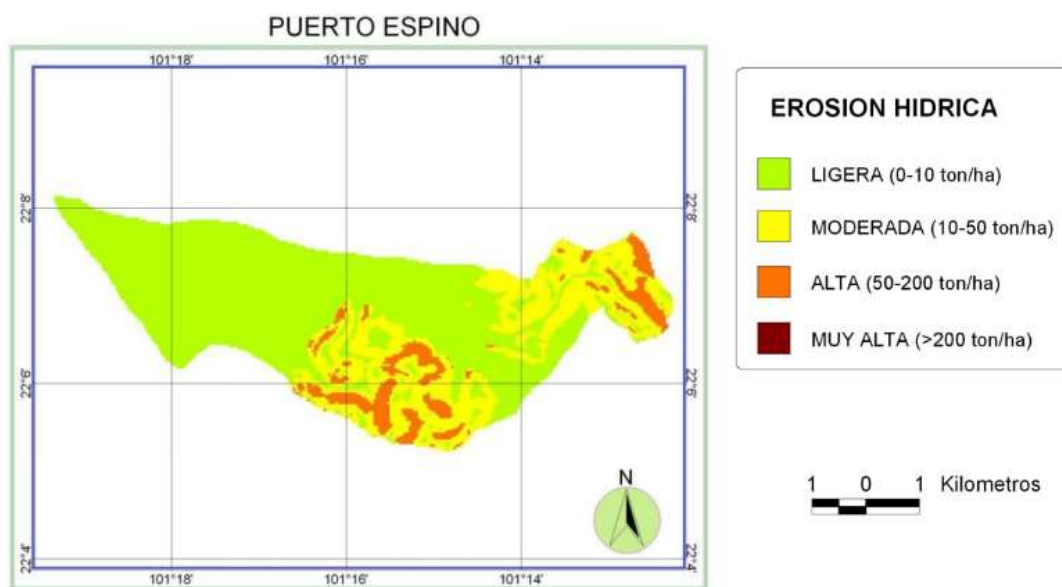 PUERTO ESPINO
101°18' 101°16' 101°14'
22°8' 22°8'
22°6' 22°6'
22°4' 22°4'
101°18' 101°16' 101°14'
N
EROSION HIDRICA
LIGERA (0-10 ton/ha)
MODERADA (10-50 ton/ha)
ALTA (50-200 ton/ha)
MUY ALTA (>200 ton/ha)
1 0 1 Kilometros